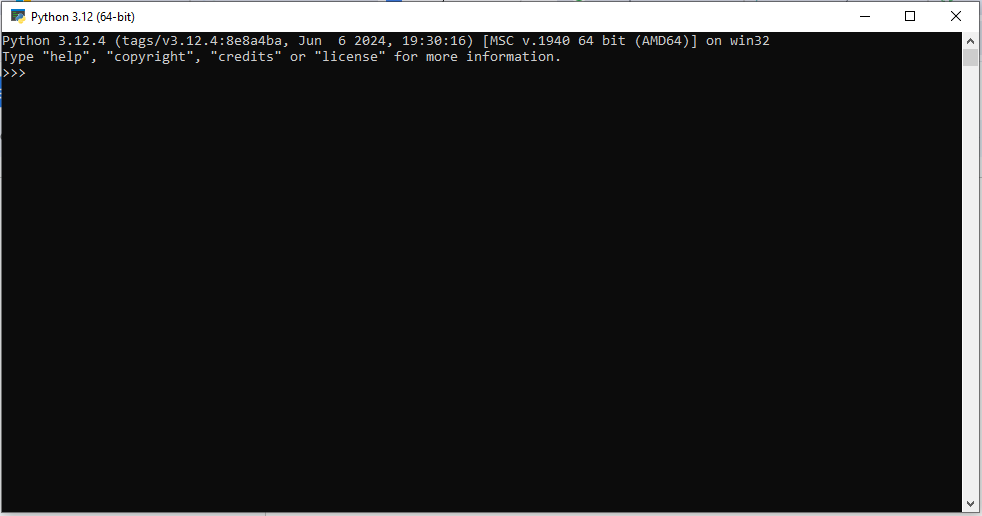 Python 3.12 (64-bit)
Python 3.12.4 (tags/v3.12.4:8e8a4ba, Jun  6 2024, 19:30:16) [MSC v.1940 64 bit (AMD64)] on win32
Type "help", "copyright", "credits" or "license" for more information.
>>>